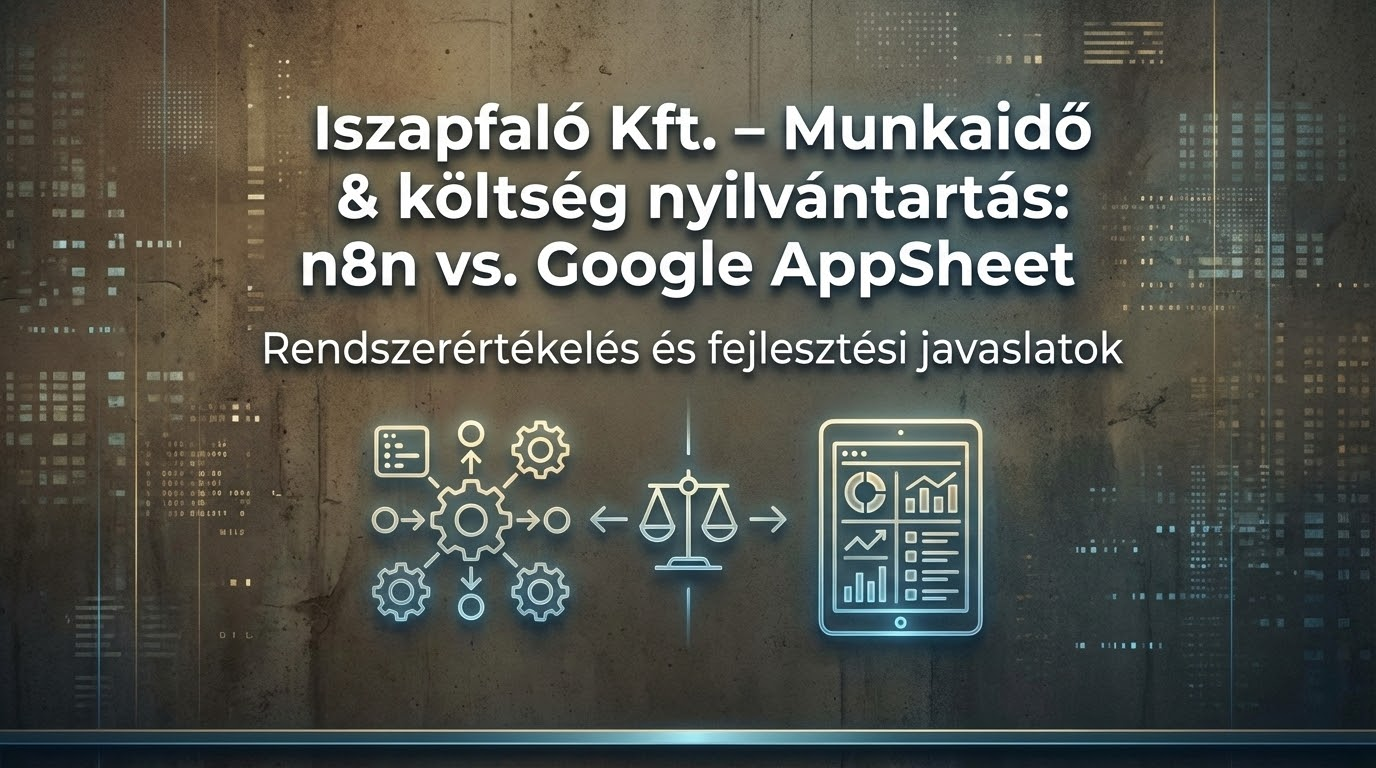 Iszapfaló Kft. – Munkaidő
& költség nyilvántartás:
n8n vs. Google AppSheet
Rendszerértékelés és fejlesztési javaslatok